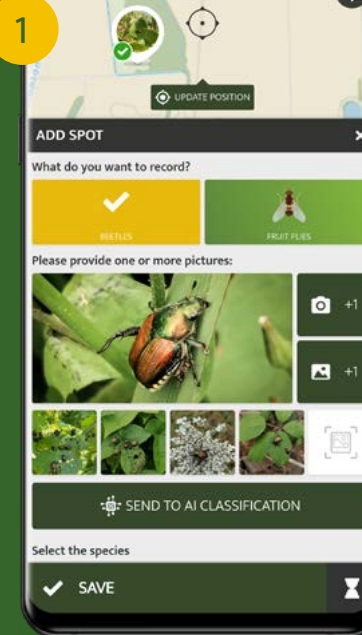 1
UPDATE POSITION
ADD SPOT
What do you want to record?
BEETLES
FRUIT FLIES
Please provide one or more pictures:
+1
+1
SEND TO AI CLASSIFICATION
Select the species
SAVE